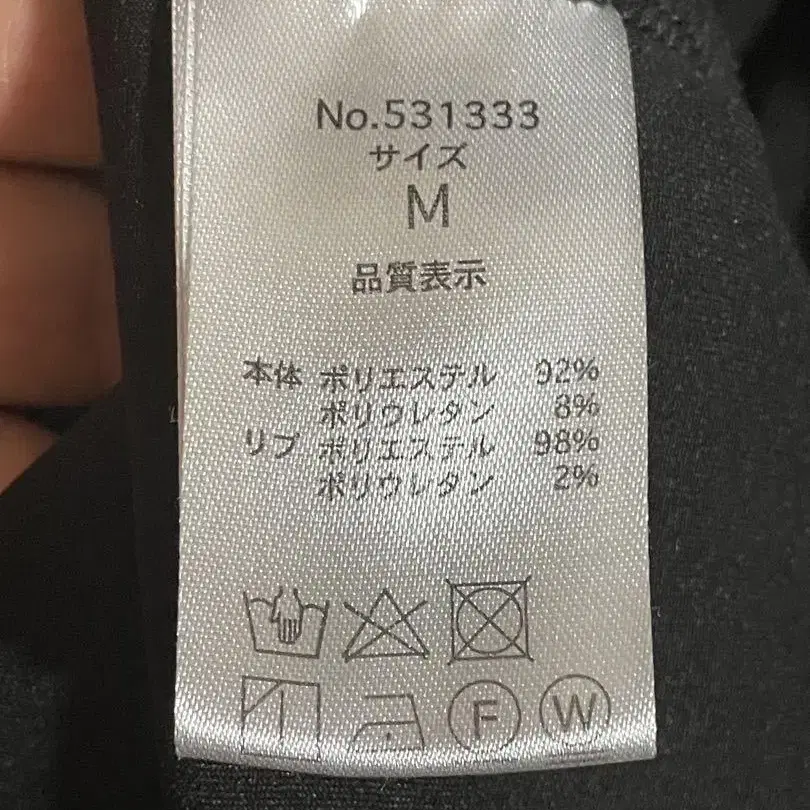 No.531333
サイズ
M
品質表示
本体 ポリエステル 92%
ポリウレタン 8%
リブ ポリエステル 98%
ポリウレタン 2%
F W